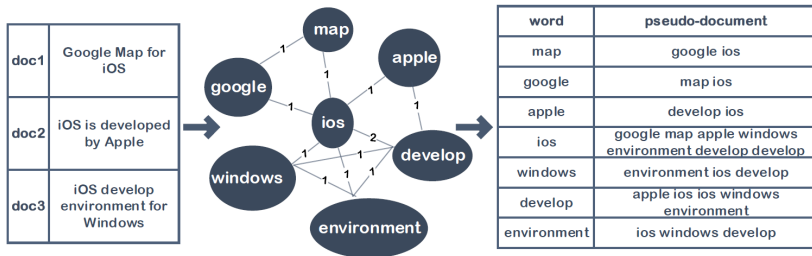 doc1
Google Map for
iOS
doc2
iOS is developed
by Apple
doc3
iOS develop
environment for
Windows
map
apple
google
ios
develop
windows
environment
1
1
1
1
1
1
2
1
1
1
1
1
word pseudo-document
map google ios
google map ios
apple develop ios
ios google map apple windows
environment develop develop
windows environment ios develop
develop apple ios ios windows
environment
environment ios windows develop